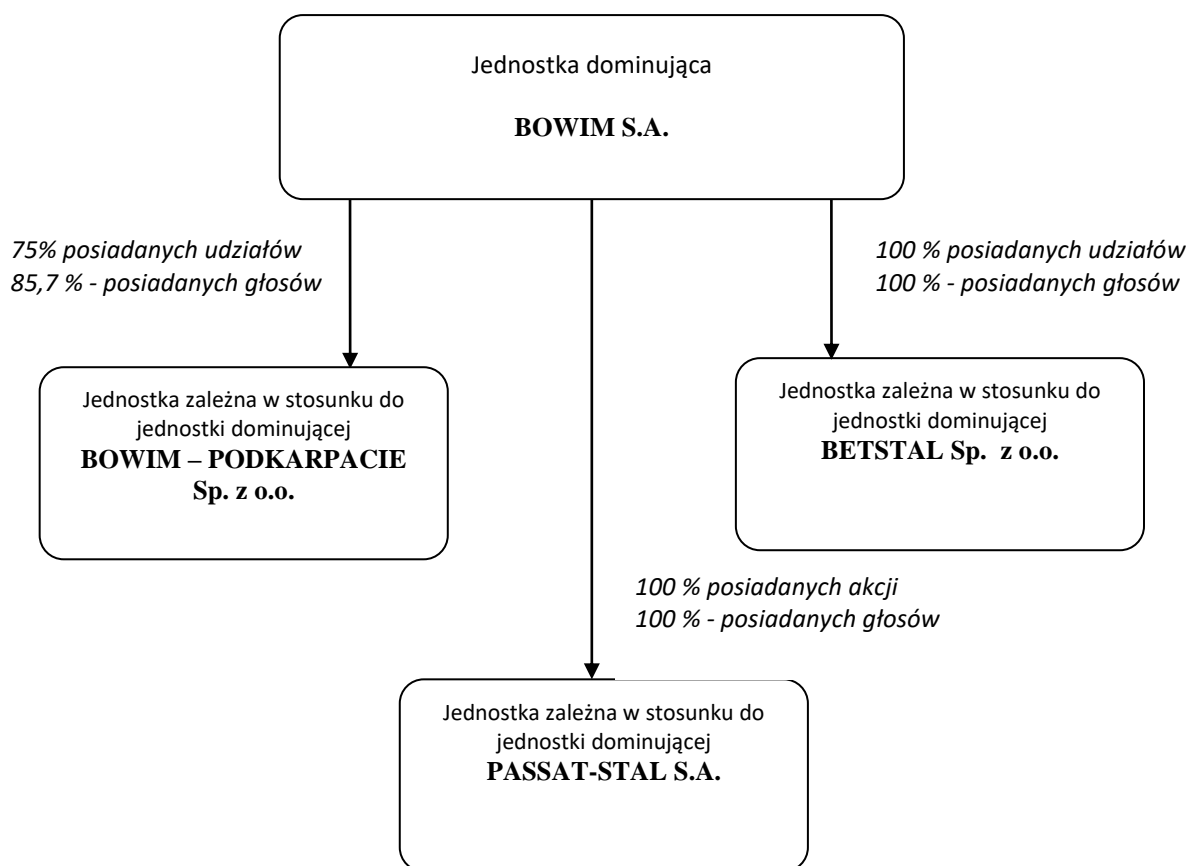 Jednostka dominująca
BOWIM S.A.
75% posiadanych udziałów
85,7 % - posiadanych głosów
100 % posiadanych udziałów
100 % - posiadanych głosów
Jednostka zależna w stosunku do
jednostki dominującej
BOWIM – PODKARPACIE
Sp. z o.o.
Jednostka zależna w stosunku do
jednostki dominującej
BETSTAL Sp. z o.o.
100 % posiadanych akcji
100 % - posiadanych głosów
Jednostka zależna w stosunku do
jednostki dominującej
PASSAT-STAL S.A.